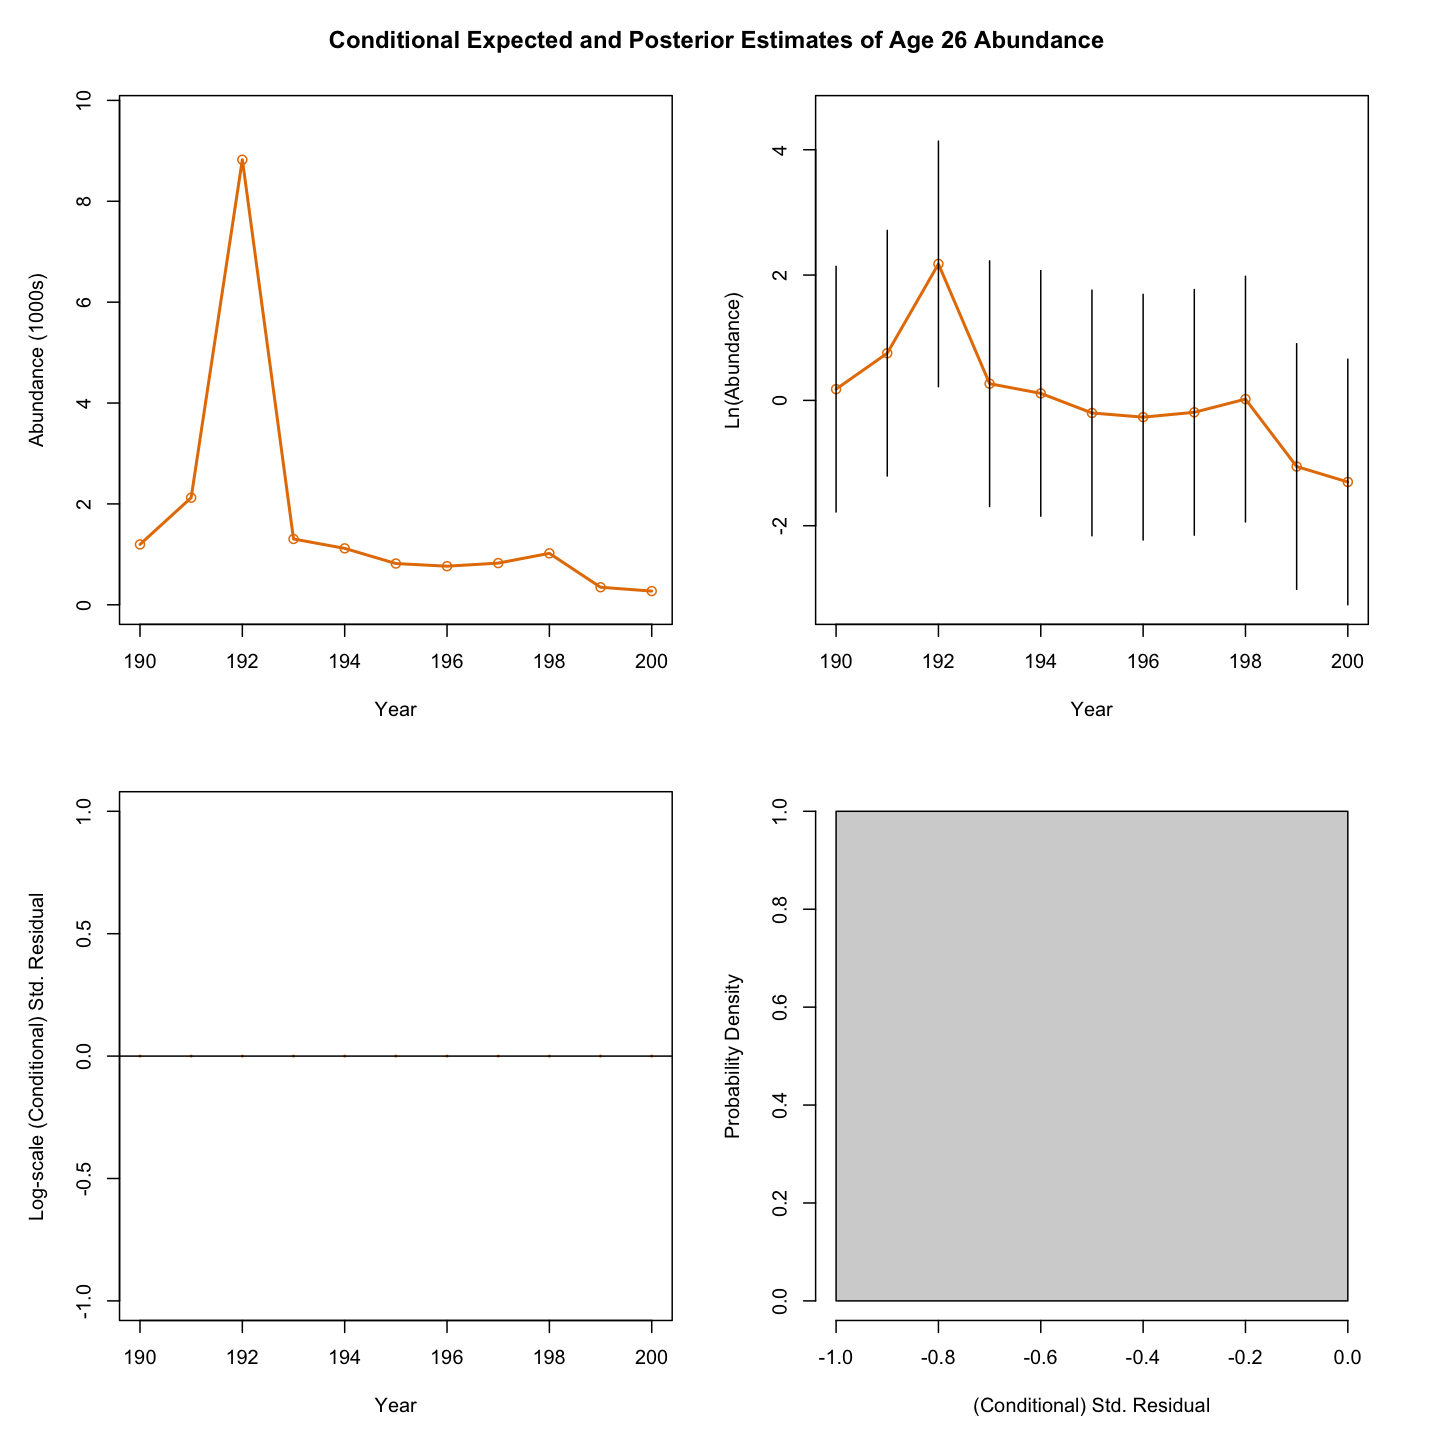 Conditional Expected and Posterior Estimates of Age 26 Abundance
Abundance (1000s)
10
8
6
4
2
0
190 192 194 196 198 200
Year
Ln(Abundance)
4
2
0
-2
190 192 194 196 198 200
Year
Log-scale (Conditional) Std. Residual
1.0
0.5
0.0
-0.5
-1.0
190 192 194 196 198 200
Year
Probability Density
1.0
0.8
0.6
0.4
0.2
0.0
-1.0 -0.8 -0.6 -0.4 -0.2 0.0
(Conditional) Std. Residual